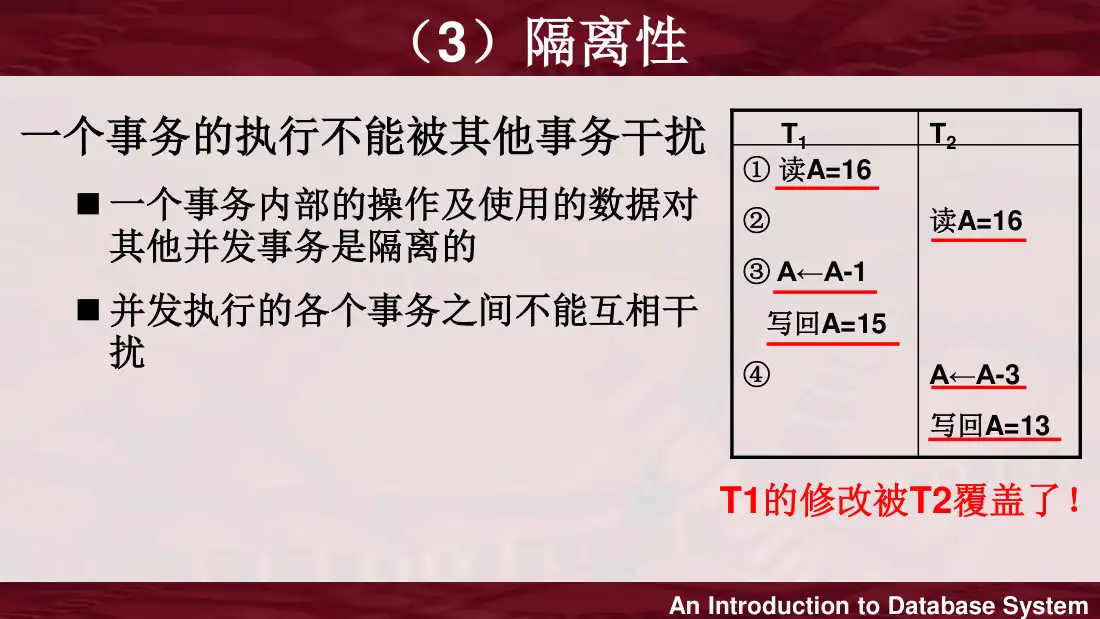 （3）隔离性
一个事务的执行不能被其他事务干扰
■ 一个事务内部的操作及使用的数据对
其他并发事务是隔离的
■ 并发执行的各个事务之间不能互相干
扰
T1 T2
① 读A=16
② 读A=16
③ A←A-1
写回A=15
④ A←A-3
写回A=13
T1的修改被T2覆盖了！
An Introduction to Database System